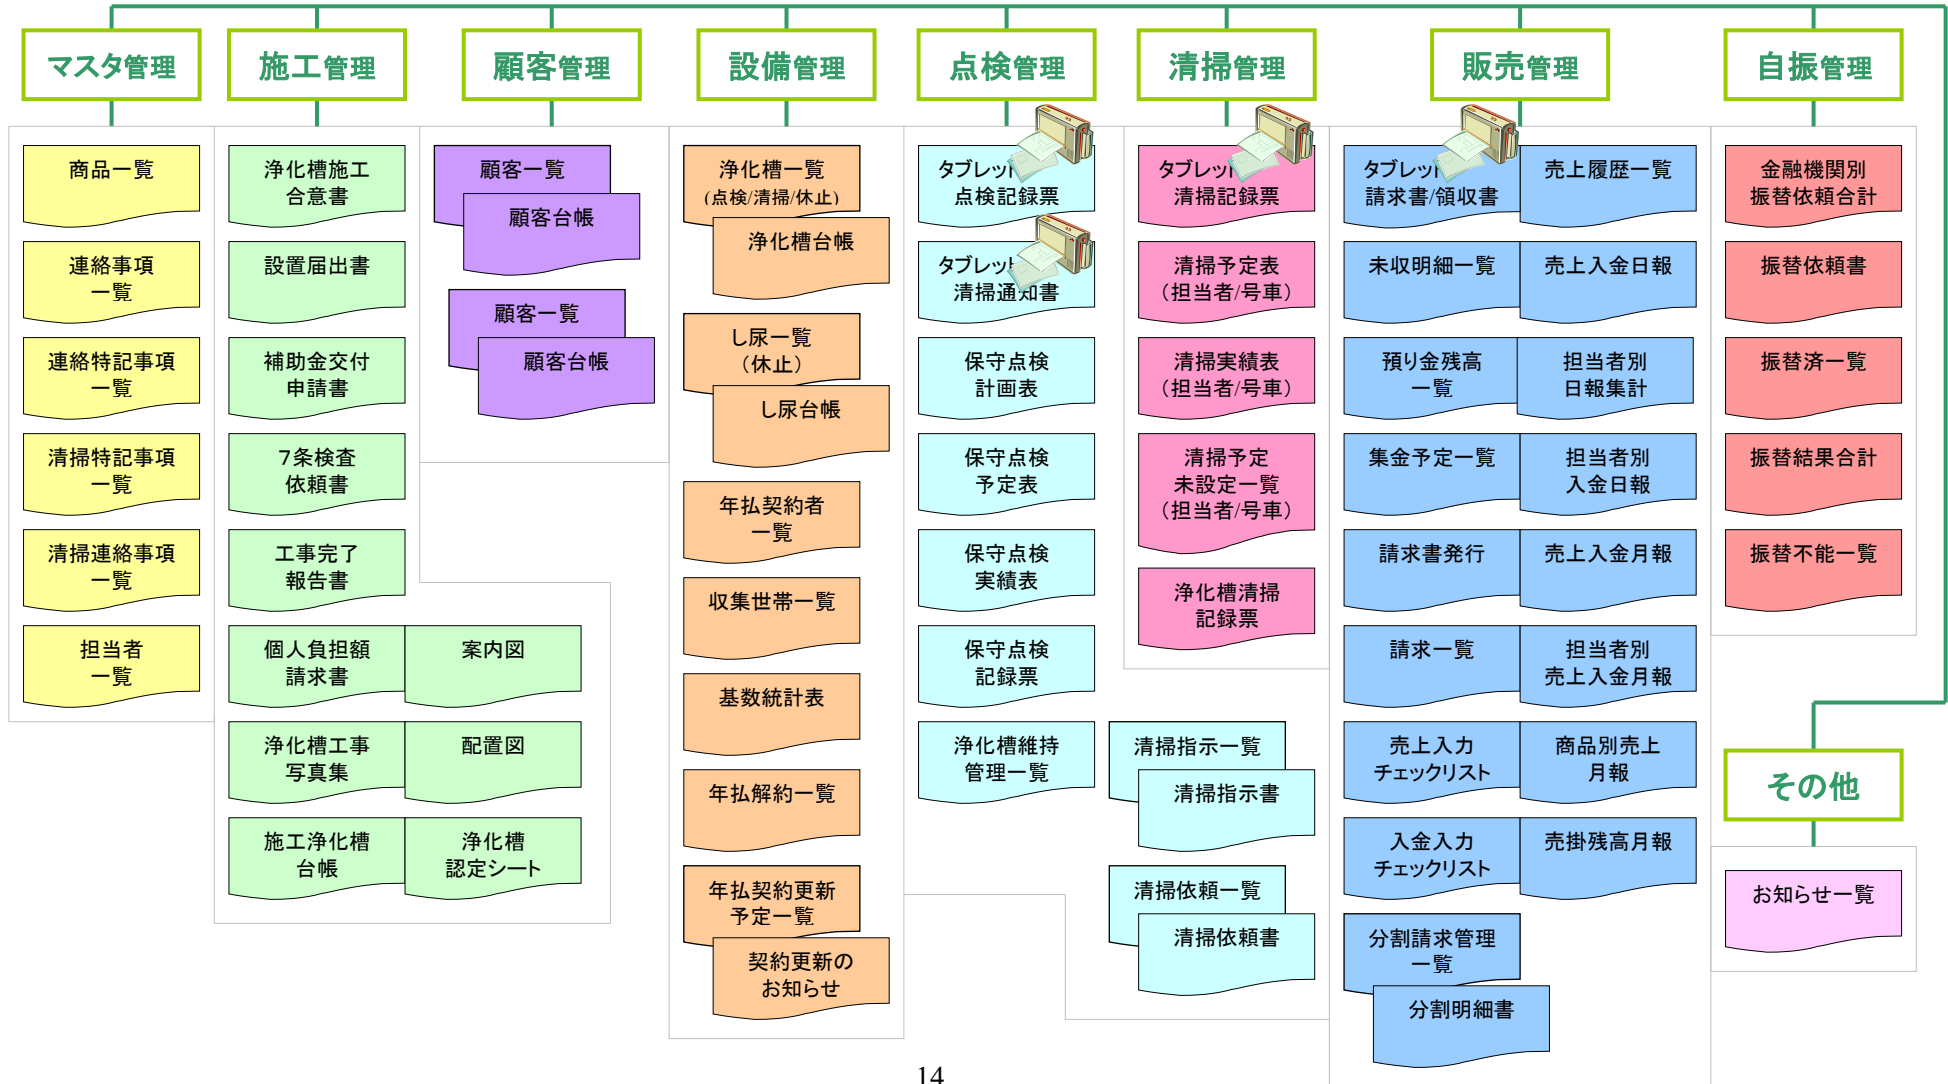 マスタ管理
施工管理
顧客管理
設備管理
点検管理
清掃管理
販売管理
自振管理
商品一覧
連絡事項
一覧
連絡特記事項
一覧
清掃特記事項
一覧
清掃連絡事項
一覧
担当者
一覧
浄化槽施工
合意書
設置届出書
補助金交付
申請書
7条検査
依頼書
工事完了
報告書
個人負担額
請求書
案内図
浄化槽工事
写真集
配置図
施工浄化槽
台帳
浄化槽
認定シート
顧客一覧
顧客台帳
顧客一覧
顧客台帳
浄化槽一覧
(点検/清掃/休止)
浄化槽台帳
し尿一覧
(休止)
し尿台帳
年払契約者
一覧
収集世帯一覧
基数統計表
年払解約一覧
年払契約更新
予定一覧
契約更新の
お知らせ
タブレット
点検記録票
タブレット
清掃通知書
保守点検
計画表
保守点検
予定表
保守点検
実績表
保守点検
記録票
浄化槽維持
管理一覧
清掃指示一覧
清掃指示書
清掃依頼一覧
清掃依頼書
タブレット
清掃記録票
清掃予定表
(担当者/号車)
清掃実績表
(担当者/号車)
清掃予定
未設定一覧
(担当者/号車)
浄化槽清掃
記録票
タブレット
請求書/領収書
売上履歴一覧
未収明細一覧
売上入金日報
預り金残高
一覧
担当者別
日報集計
集金予定一覧
担当者別
入金日報
請求書発行
売上入金月報
請求一覧
担当者別
売上入金月報
売上入力
チェックリスト
商品別売上
月報
入金入力
チェックリスト
売掛残高月報
分割請求管理
一覧
分割明細書
金融機関別
振替依頼合計
振替依頼書
振替済一覧
振替結果合計
振替不能一覧
その他
お知らせ一覧
14